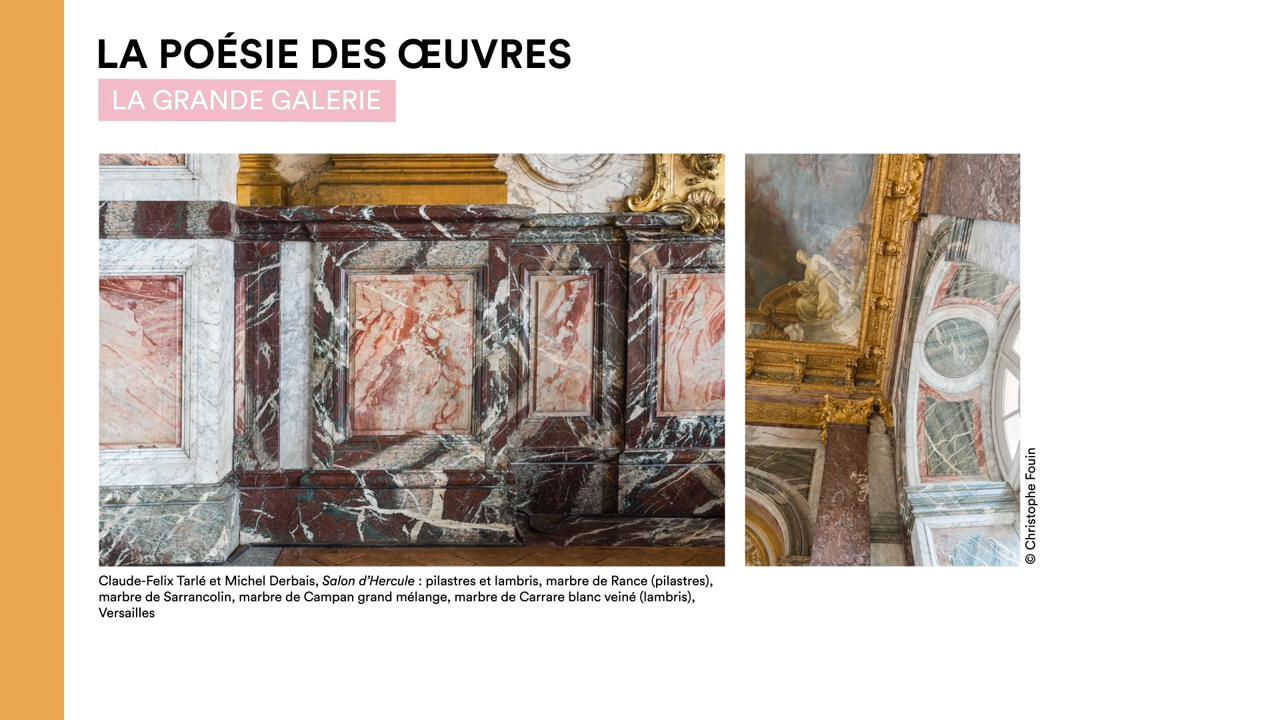 LA POÉSIE DES ŒUVRES
LA GRANDE GALERIE
© Christophe Fouin
Claude-Felix Tarlé et Michel Derbais, Salon d’Hercule : pilastres et lambris, marbre de Rance (pilastres),
marbre de Sarrancolin, marbre de Campan grand mélange, marbre de Carrare blanc veiné (lambris),
Versailles